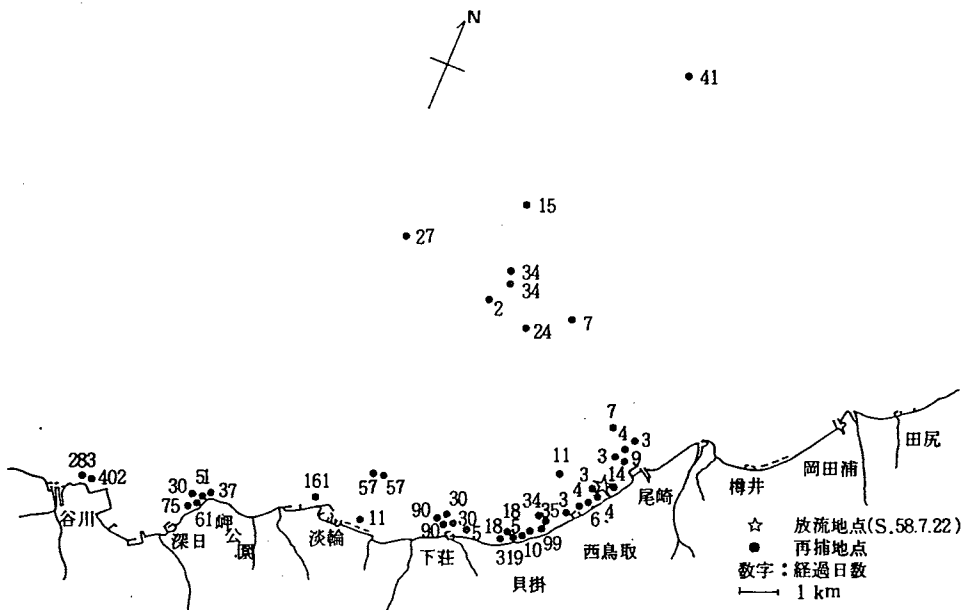 N
41
15
27
34
34
2
24
7
7
4
3
3
9
11
14
3
4
4
3
6
4
34
35
18
5
18
99
10
319
30
5
30
90
90
57
57
11
161
37
51
30
75
61
283
402
谷川
深日
岬公園
淡輪
下荘
貝掛
西鳥取
尾崎
樽井
岡田浦
田尻
☆ 放流地点(S.58.7.22)
● 再捕地点
数字：経過日数
1 km